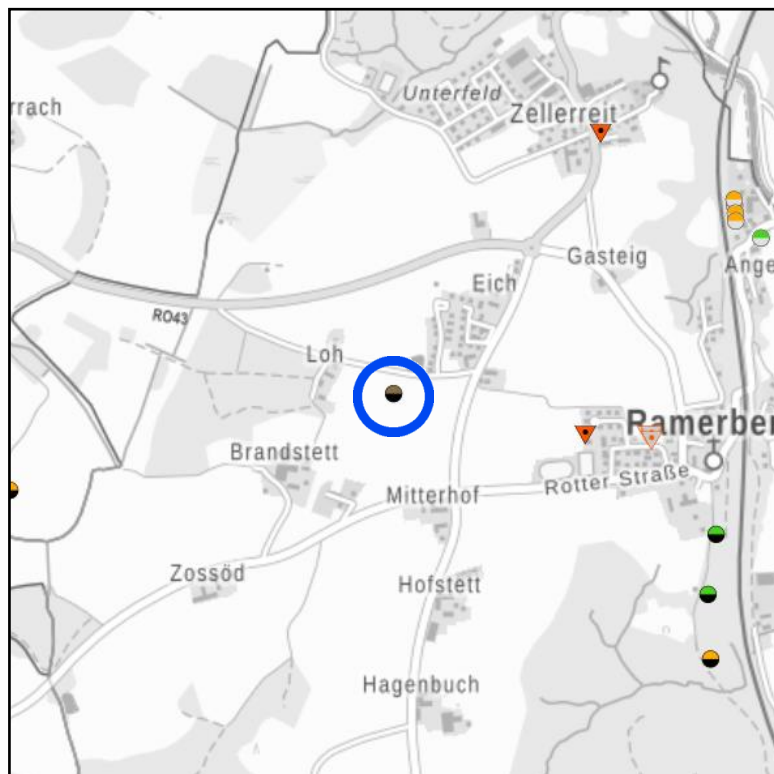 Unterfeld
rrach
Zellerreit
Gasteig
Ange
Eich
RO43
Loh
Ramerber
Brandstett
Rotter Straße
Mitterhof
Zossöd
Hofstett
Hagenbuch